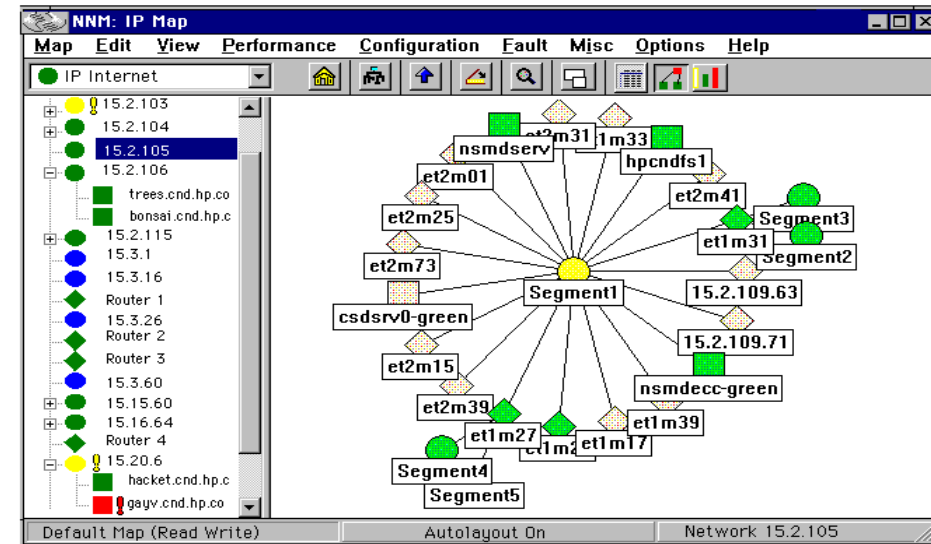 NNM: IP Map
Map Edit View Performance Configuration Fault Misc Options Help
IP Internet
15.2.103
15.2.104
15.2.105
15.2.106
trees.cnd.hp.co
bonsai.cnd.hp.c
15.2.115
15.3.1
15.3.16
Router 1
15.3.26
Router 2
Router 3
15.3.60
15.15.60
15.16.64
Router 4
15.20.6
hacket.cnd.hp.c
gayv.cnd.hp.co
et2m31
nsmdserv
hpcndfs1
et2m01
et2m41
et2m25
Segment3
et1m31
Segment2
et2m73
Segment1
15.2.109.63
csdsrv0-green
15.2.109.71
et2m15
nsmdecc-green
et2m39
et1m39
et1m27
et1m17
Segment4
Segment5
Default Map (Read Write) Autolayout On Network 15.2.105